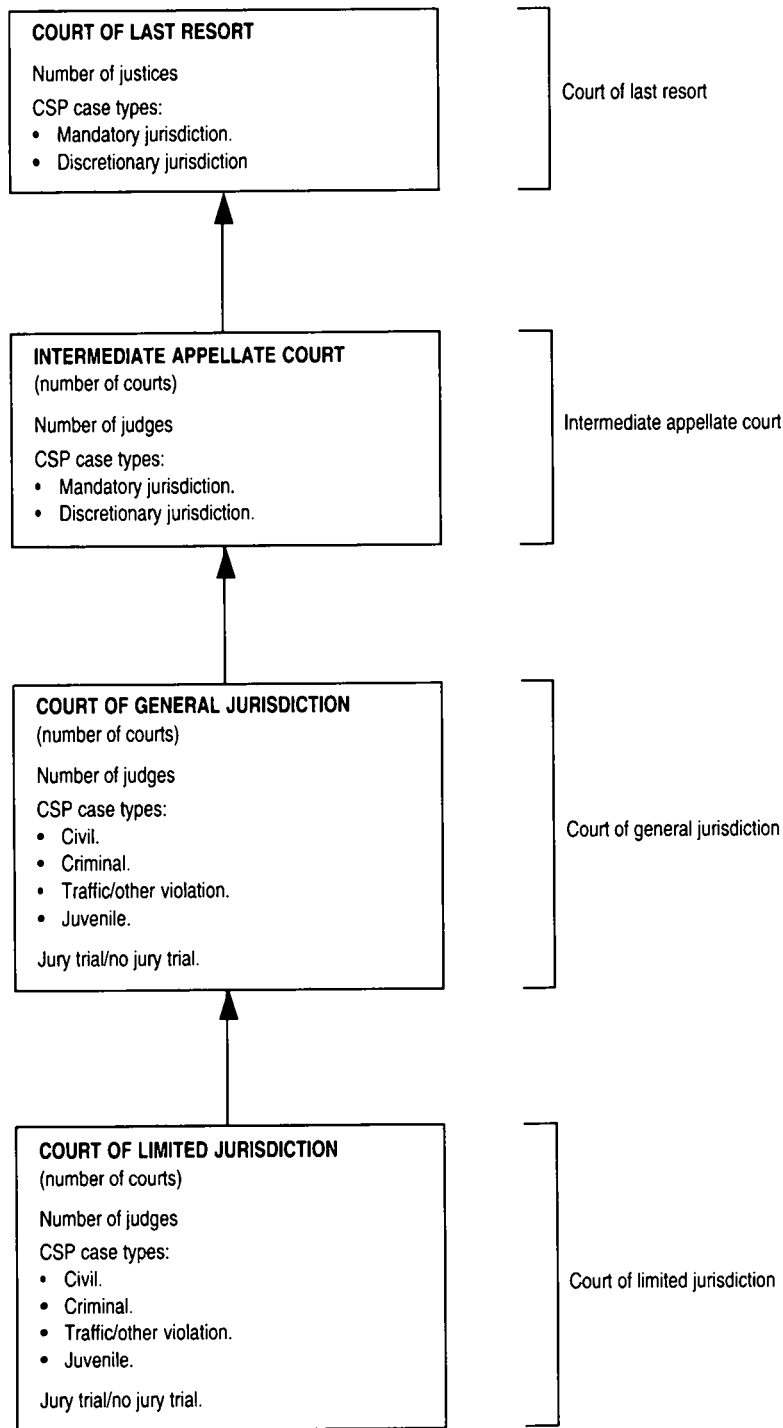 COURT OF LAST RESORT
Number of justices
CSP case types:
• Mandatory jurisdiction.
• Discretionary jurisdiction
Court of last resort
INTERMEDIATE APPELLATE COURT
(number of courts)
Number of judges
CSP case types:
• Mandatory jurisdiction.
• Discretionary jurisdiction.
Intermediate appellate court
COURT OF GENERAL JURISDICTION
(number of courts)
Number of judges
CSP case types:
• Civil.
• Criminal.
• Traffic/other violation.
• Juvenile.
Jury trial/no jury trial.
Court of general jurisdiction
COURT OF LIMITED JURISDICTION
(number of courts)
Number of judges
CSP case types:
• Civil.
• Criminal.
• Traffic/other violation.
• Juvenile.
Jury trial/no jury trial.
Court of limited jurisdiction